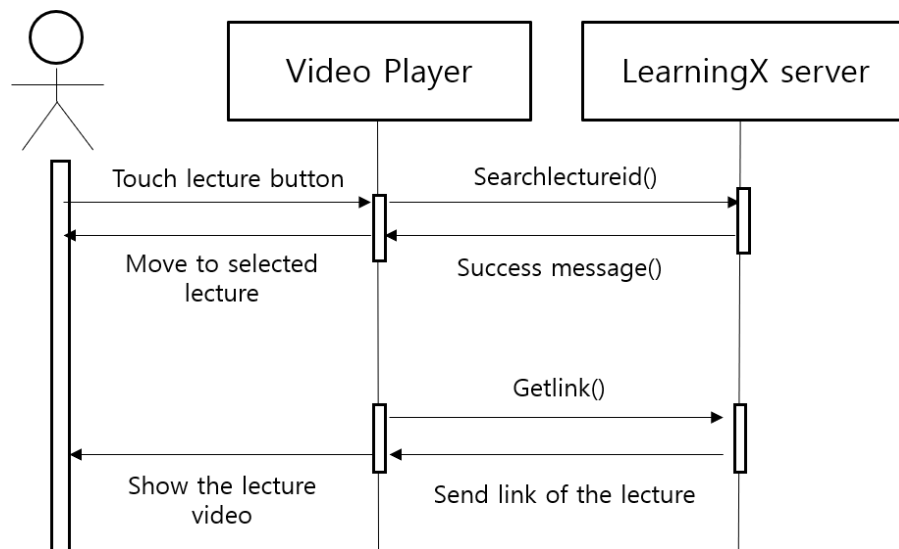 Video Player
LearningX server
Touch lecture button
Searchlectureid()
Move to selected
lecture
Success message()
Getlink()
Show the lecture
video
Send link of the lecture